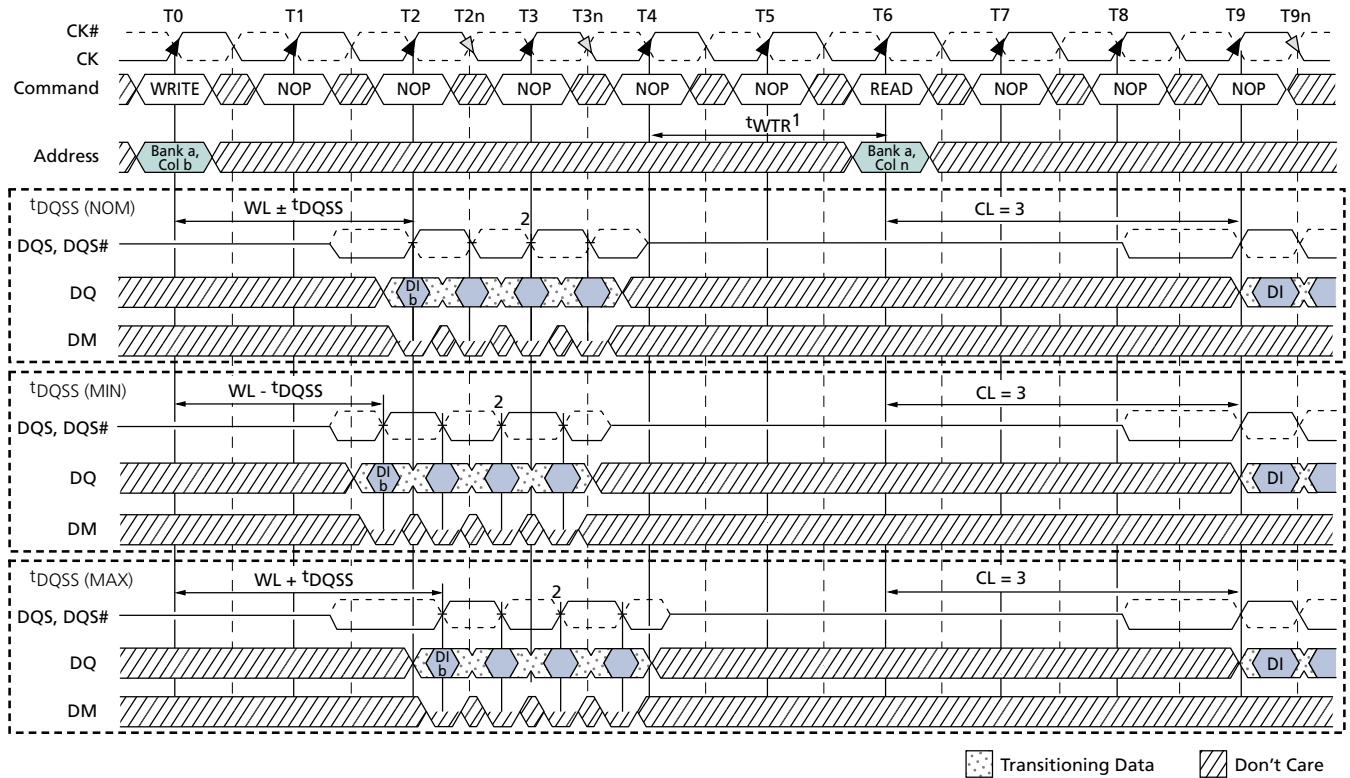 T0 T1 T2 T2n T3 T3n T4 T5 T6 T7 T8 T9 T9n
CK#
CK
Command WRITE NOP NOP NOP NOP NOP READ NOP NOP NOP
tWTR1
Address Bank a, Col b Bank a, Col n
tDQSS (NOM) WL ± tDQSS 2 CL = 3
DQS, DQS#
DQ DI b DI
DM
tDQSS (MIN) WL - tDQSS 2 CL = 3
DQS, DQS#
DQ DI b DI
DM
tDQSS (MAX) WL + tDQSS 2 CL = 3
DQS, DQS#
DQ DI b DI
DM
Transitioning Data Don't Care